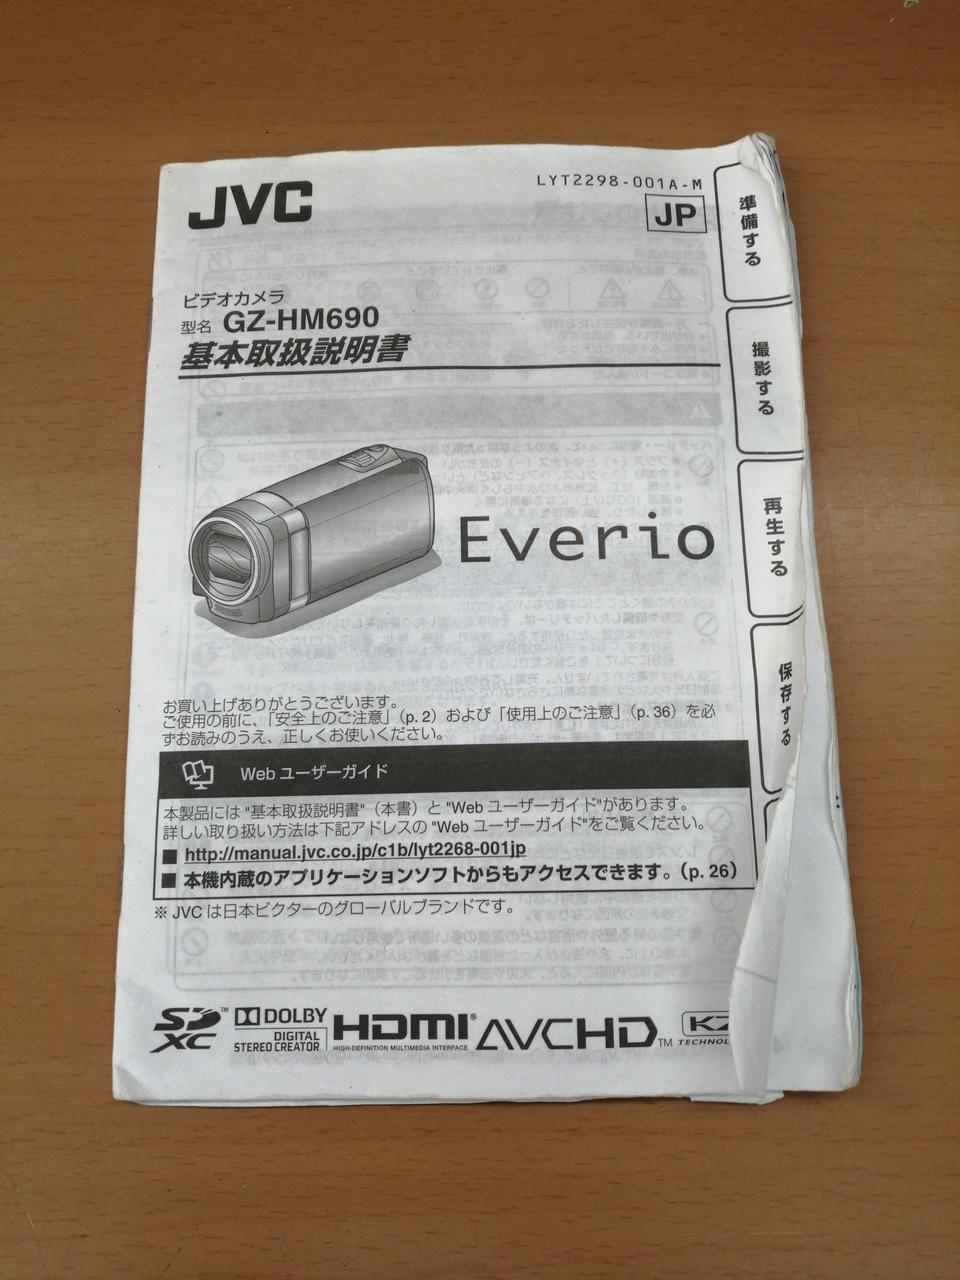 JVC
LYT2298-001A-M
JP
ビデオカメラ
型名 GZ-HM690
基本取扱説明書
準備する
撮影する
再生する
保存する
Everio
お買い上げありがとうございます。
ご使用の前に、「安全上のご注意」(p. 2) および「使用上のご注意」(p. 36) を必
ずお読みのうえ、正しくお使いください。
Web ユーザーガイド
本製品には "基本取扱説明書"（本書）と "Web ユーザーガイド"があります。
詳しい取り扱い方法は下記アドレスの "Web ユーザーガイド"をご覧ください。
■ http://manual.jvc.co.jp/c1b/lyt2268-001jp
■ 本機内蔵のアプリケーションソフトからもアクセスできます。(p. 26)
※ JVC は日本ビクターのグローバルブランドです。
SD XC™
DOLBY
DIGITAL
STEREO CREATOR
HDMI®
HIGH-DEFINITION MULTIMEDIA INTERFACE
AVCHD™
K2